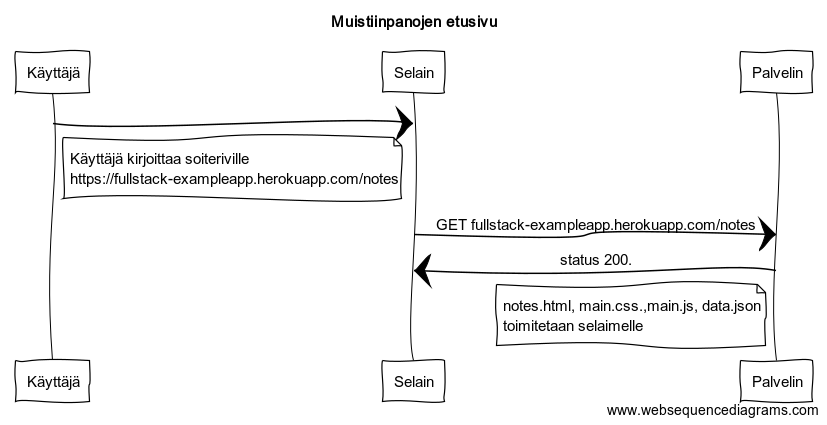 Muistiinpanojen etusivu
Käyttäjä
Selain
Palvelin
Käyttäjä kirjoittaa soiteriville
https://fullstack-exampleapp.herokuapp.com/notes
GET fullstack-exampleapp.herokuapp.com/notes
status 200.
notes.html, main.css.,main.js, data.json
toimitetaan selaimelle
Käyttäjä
Selain
Palvelin
www.websequencediagrams.com